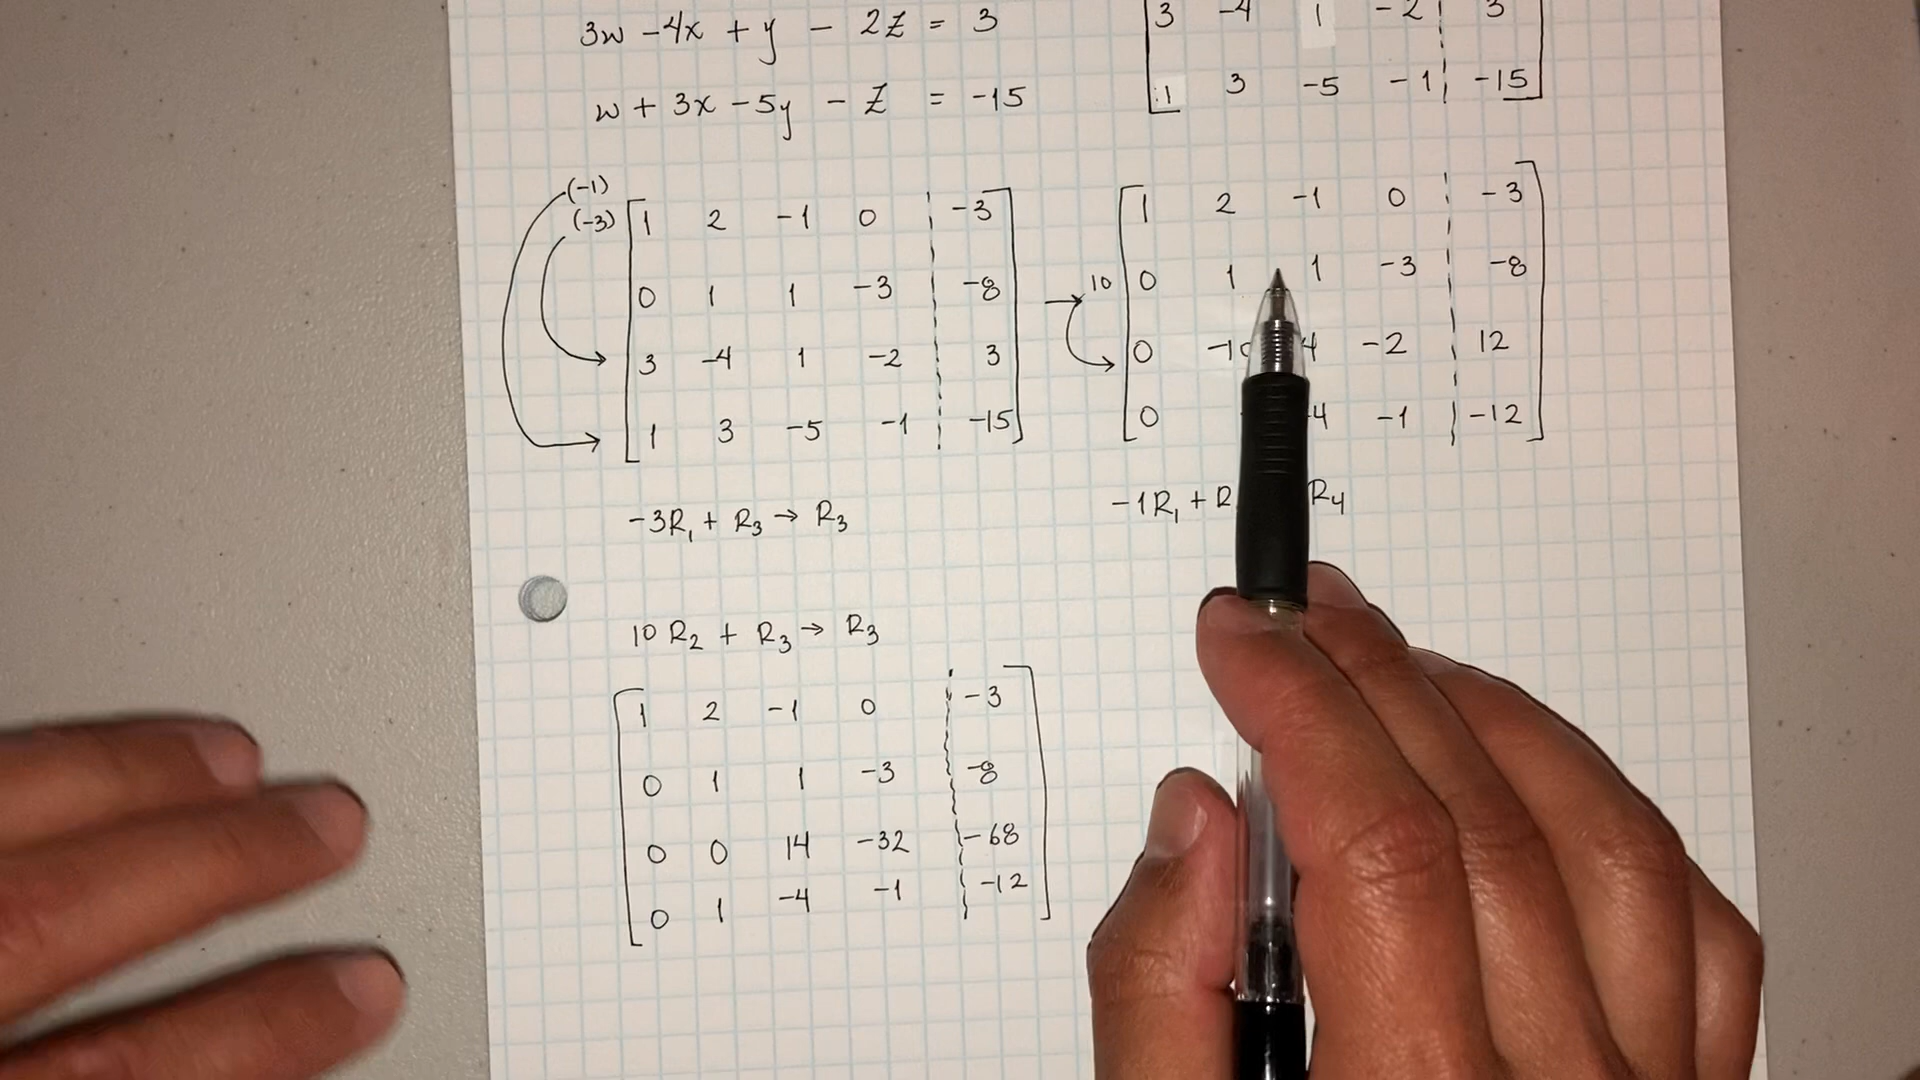 3w - 4x + y - 2z = 3
w + 3x - 5y - z = -15
3 -4 1 -2 3
1 3 -5 -1 -15
(-1)
(-3) 1 2 -1 0 -3
0 1 1 -3 -8
3 -4 1 -2 3
1 3 -5 -1 -15
1 2 -1 0 -3
10 0 1 1 -3 -8
0 -10 4 -2 12
0 4 -1 -12
-3R₁ + R₃ → R₃
-1R₁ + R R₄
10 R₂ + R₃ → R₃
1 2 -1 0 -3
0 1 1 -3 -8
0 0 14 -32 -68
0 1 -4 -1 -12